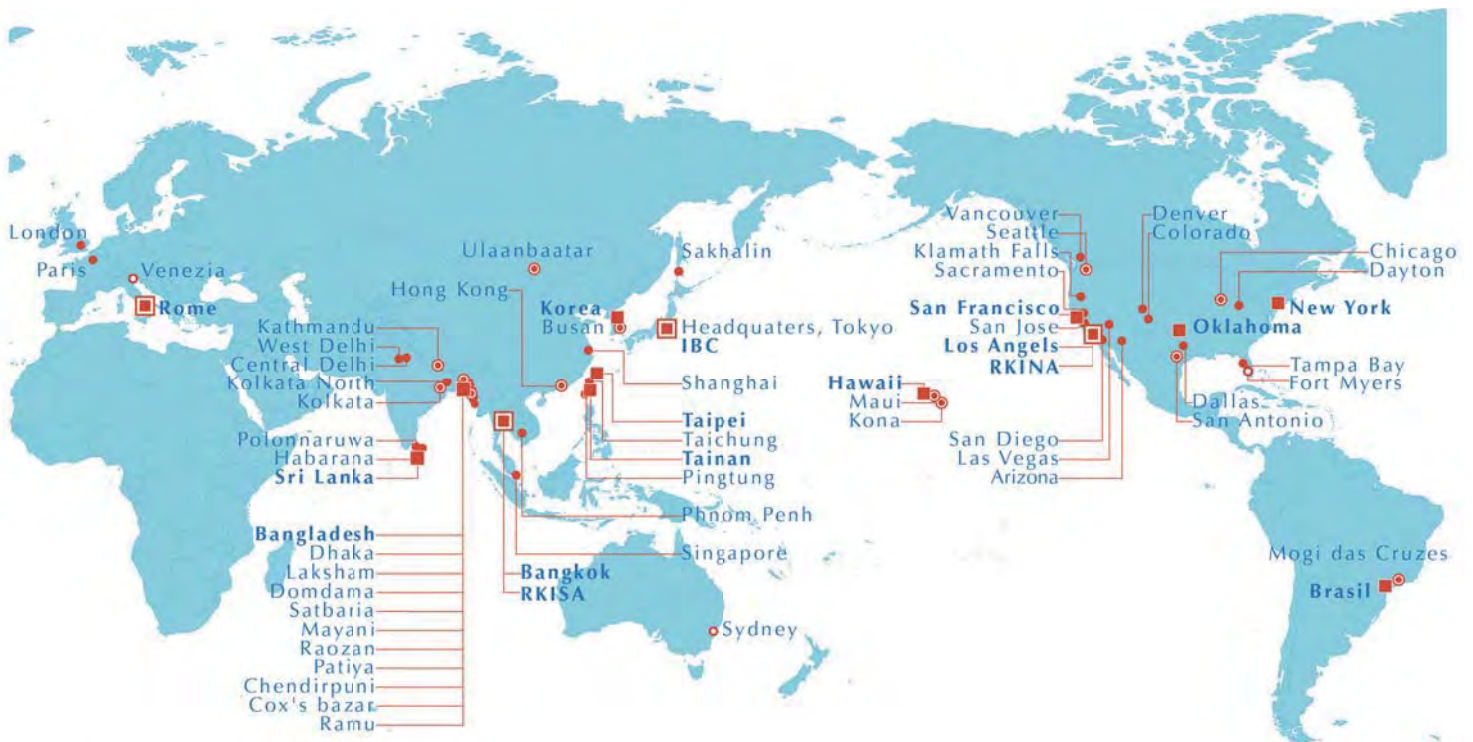 London
Paris
Venezia
Rome
Ulaanbaatar
Sakhalin
Hong Kong
Korea
Busan
Headquaters, Tokyo
IBC
Kathmandu
West Delhi
Central Delhi
Kolkata North
Kolkata
Shanghai
Polonnaruwa
Habarana
Sri Lanka
Taipei
Taichung
Tainan
Pingtung
Phnom Penh
Singapore
Bangkok
RKISA
Bangladesh
Dhaka
Laksham
Domdama
Satbaria
Mayani
Raozan
Patiya
Chendirpuni
Cox's bazar
Ramu
Sydney
Vancouver
Seattle
Klamath Falls
Sacramento
San Francisco
San Jose
Los Angels
RKINA
Hawaii
Maui
Kona
San Diego
Las Vegas
Arizona
Denver
Colorado
Chicago
Dayton
New York
Oklahoma
Tampa Bay
Fort Myers
Dallas
San Antonio
Mogi das Cruzes
Brasil